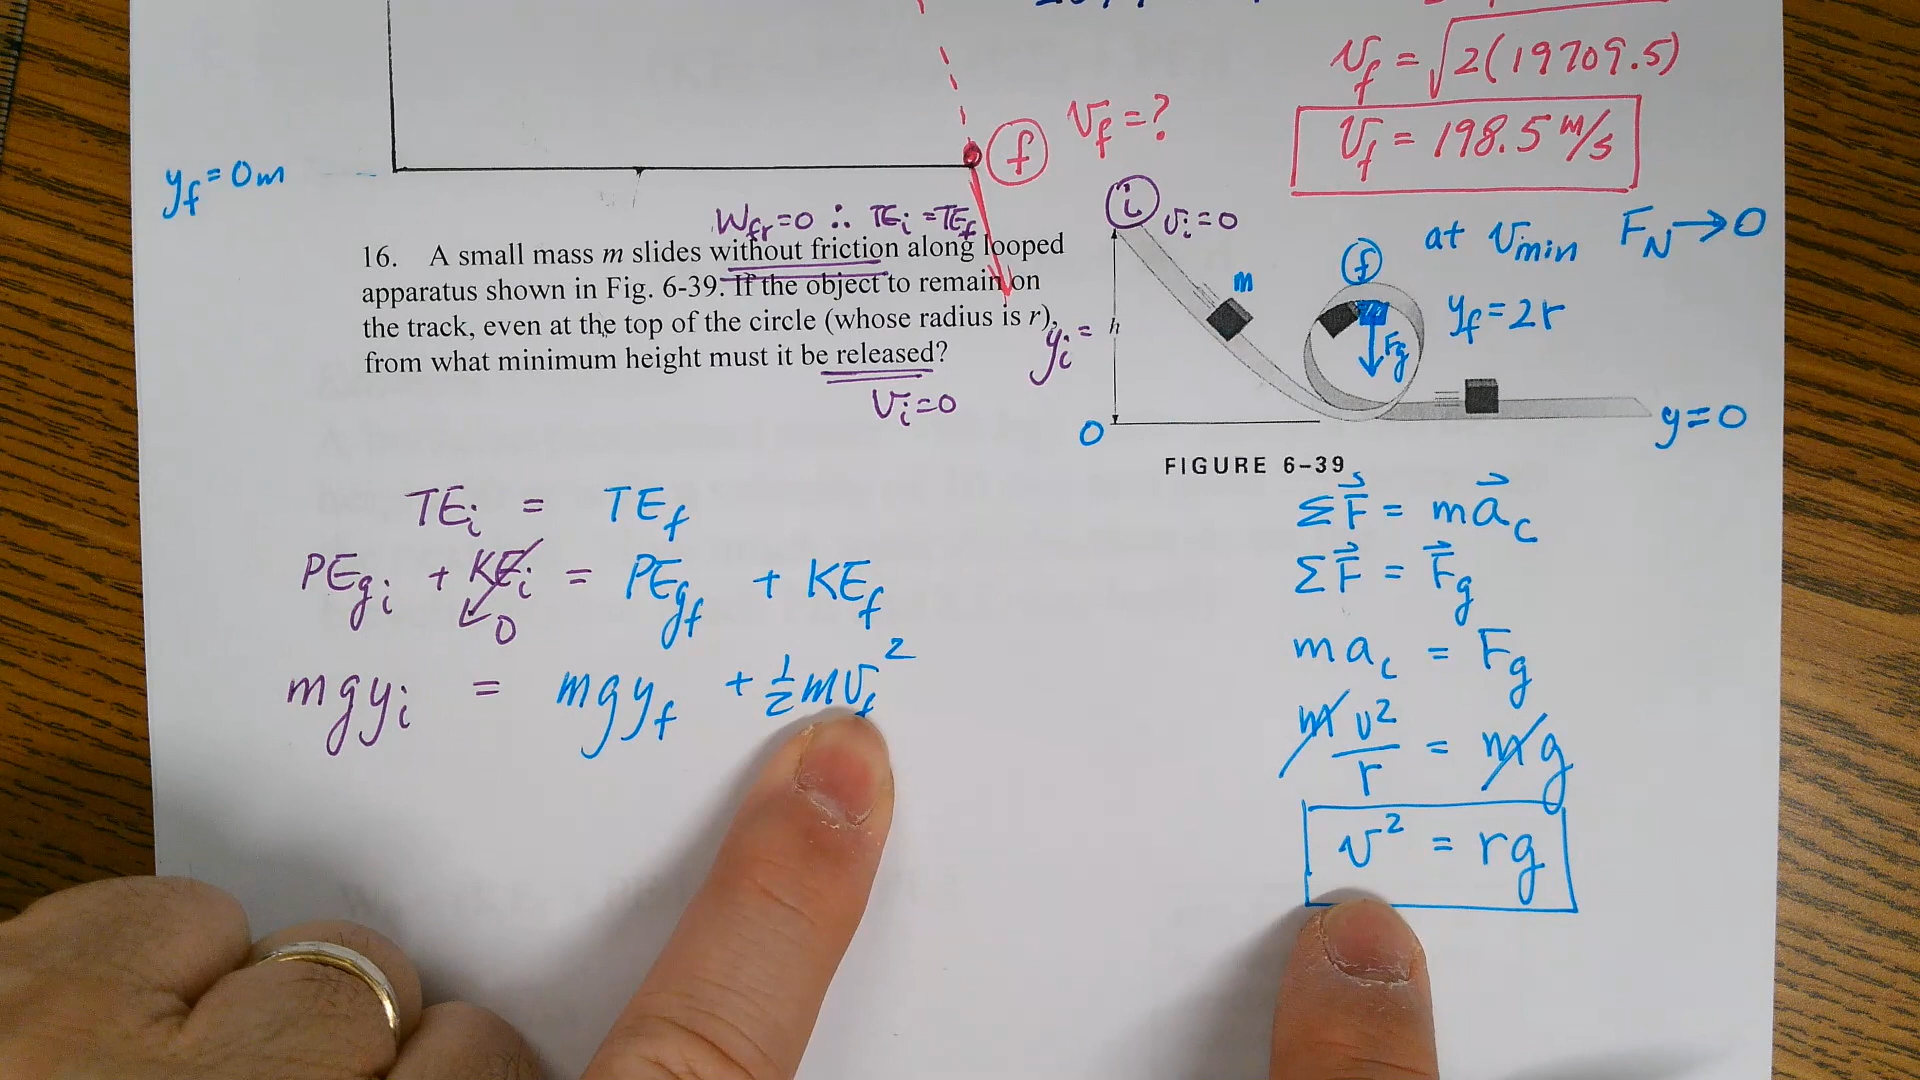 v_f = √2(19709.5)
v_f = 198.5 m/s
v_f = ?
f
y_f = 0m
W_fr = 0 ∴ TE_i = TE_f
16. A small mass m slides without friction along looped
apparatus shown in Fig. 6-39. If the object to remain on
the track, even at the top of the circle (whose radius is r),
from what minimum height must it be released?
v_i = 0
i
v_i = 0
at v_min F_N → 0
f
m
y_f = 2r
y_i = h
F_g
0
y = 0
FIGURE 6–39
TE_i = TE_f
PE_gi + KE_i = PE_gf + KE_f
0
mgy_i = mgy_f + ½mv_f²
ΣF⃗ = ma⃗_c
ΣF⃗ = F⃗_g
ma_c = F_g
m v²/r = mg
v² = rg